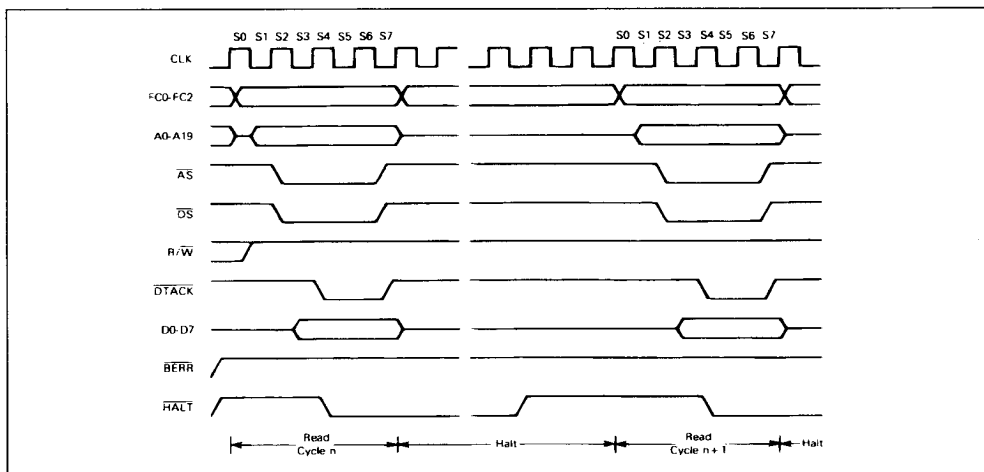 S0 S1 S2 S3 S4 S5 S6 S7 S0 S1 S2 S3 S4 S5 S6 S7
CLK
FC0-FC2
A0-A19
AS
DS
R/W
DTACK
D0-D7
BERR
HALT
Read
Cycle n
Halt
Read
Cycle n + 1
Halt